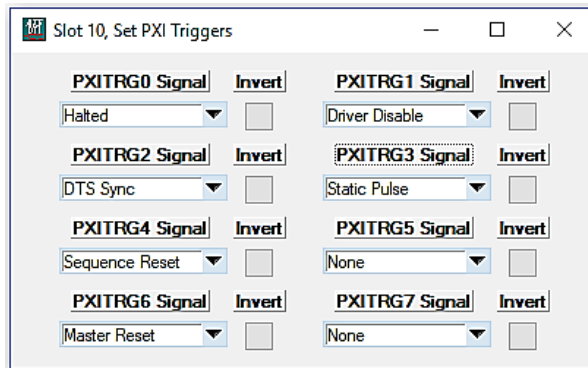 Slot 10, Set PXI Triggers
PXITRG0 Signal Invert PXITRG1 Signal Invert
Halted Driver Disable
PXITRG2 Signal Invert PXITRG3 Signal Invert
DTS Sync Static Pulse
PXITRG4 Signal Invert PXITRG5 Signal Invert
Sequence Reset None
PXITRG6 Signal Invert PXITRG7 Signal Invert
Master Reset None